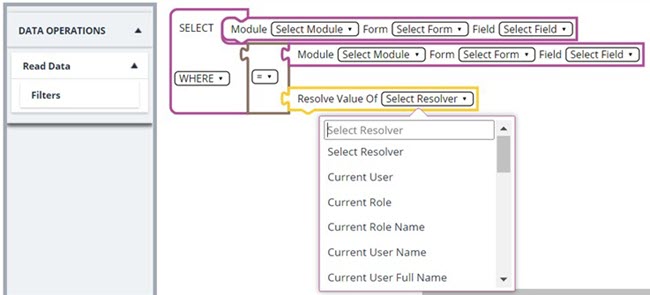 DATA OPERATIONS
Read Data
Filters
SELECT Module Select Module Form Select Form Field Select Field
WHERE = Module Select Module Form Select Form Field Select Field
Resolve Value Of Select Resolver
Select Resolver
Select Resolver
Current User
Current Role
Current Role Name
Current User Name
Current User Full Name